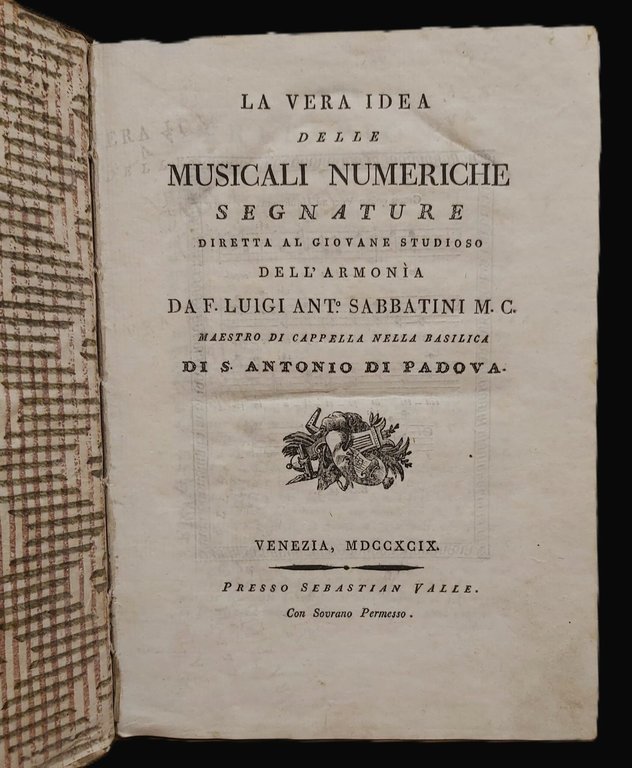 LA VERA IDEA
DELLE
MUSICALI NUMERICHE
SEGNATURE
DIRETTA AL GIOVANE STUDIOSO
DELL' ARMONÌA
DA F. LUIGI ANT.º SABBATINI M. C.
MAESTRO DI CAPPELLA NELLA BASILICA
DI S. ANTONIO DI PADOVA.
VENEZIA, MDCCXCIX.
PRESSO SEBASTIAN VALLE.
Con Sovrano Permesso.